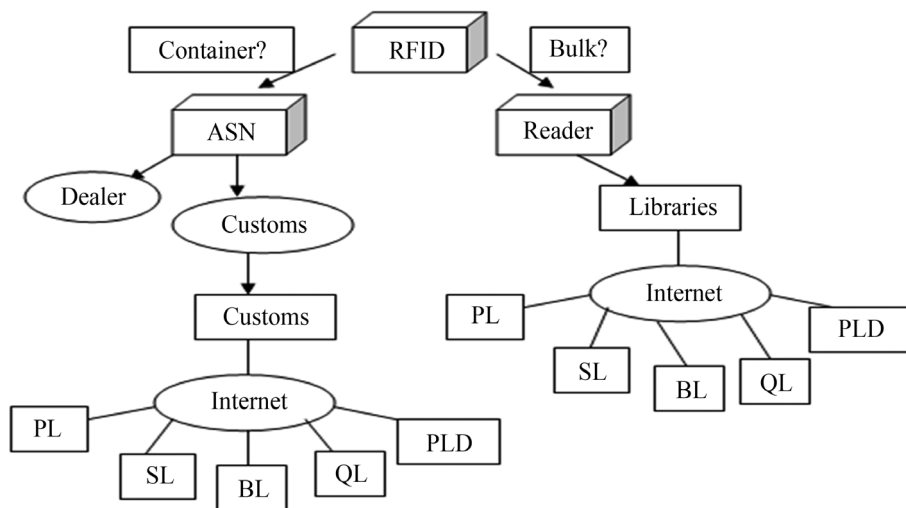 Container?
RFID
Bulk?
ASN
Reader
Dealer
Customs
Libraries
Customs
Internet
PL
SL
BL
QL
PLD
Internet
PL
SL
BL
QL
PLD